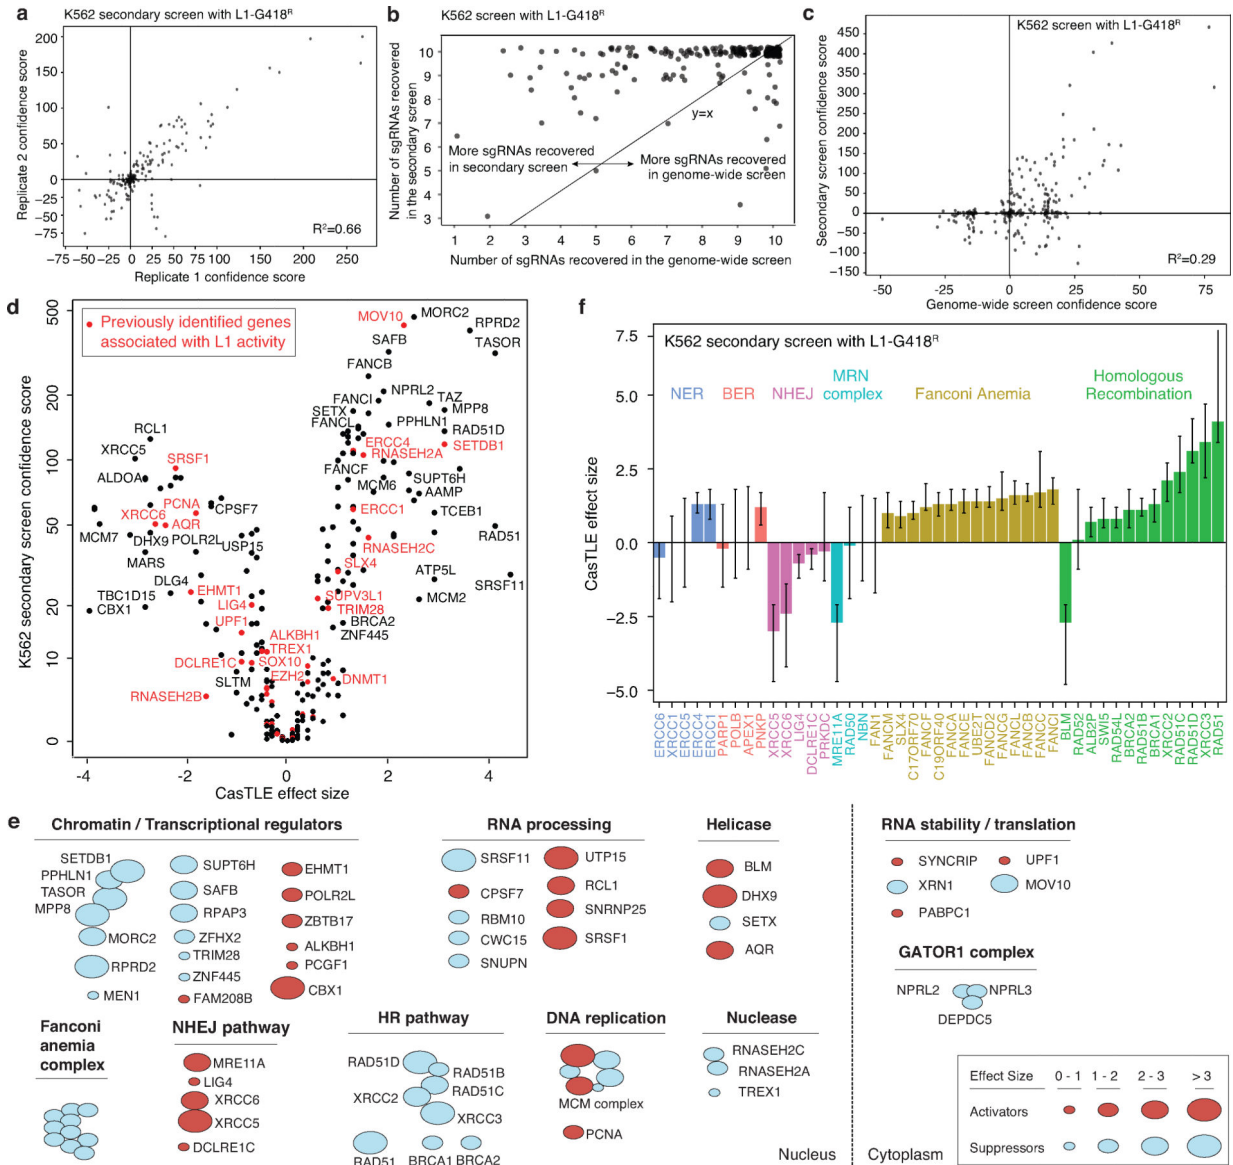 a
K562 secondary screen with L1-G418R
Replicate 2 confidence score
200
150
100
50
0
−25
−50
−75
−75 −50 −25 0 25 50 100 150 200 250
Replicate 1 confidence score
R2=0.66
b
K562 screen with L1-G418R
Number of sgRNAs recovered
in the secondary screen
10
9
8
7
6
5
4
3
y=x
More sgRNAs recovered
in secondary screen
More sgRNAs recovered
in genome-wide screen
1 2 3 4 5 6 7 8 9 10
Number of sgRNAs recovered in the genome-wide screen
c
K562 screen with L1-G418R
Secondary screen confidence score
450
400
350
300
250
200
150
100
50
0
−50
−100
−150
-50 -25 0 25 50 75
Genome-wide screen confidence score
R2=0.29
d
Previously identified genes
associated with L1 activity
K562 secondary screen confidence score
500
200
100
50
20
10
0
-4 -2 0 2 4
CasTLE effect size
MOV10
MORC2
RPRD2
SAFB
TASOR
FANCB
NPRL2
FANCI
TAZ
SETX
MPP8
FANCL
PPHLN1
RAD51D
RCL1
ERCC4
SETDB1
XRCC5
RNASEH2A
SRSF1
FANCF
SUPT6H
ALDOA
MCM6
AAMP
PCNA
CPSF7
ERCC1
TCEB1
XRCC6
AQR
RAD51
MCM7
DHX9
POLR2L
USP15
RNASEH2C
MARS
SLX4
ATP5L
DLG4
SRSF11
TBC1D15
EHMT1
SUPV3L1
MCM2
CBX1
LIG4
TRIM28
UPF1
BRCA2
ALKBH1
ZNF445
TREX1
DCLRE1C
SOX10
SLTM
EZH2
DNMT1
RNASEH2B
f
K562 secondary screen with L1-G418R
CasTLE effect size
7.5
5.0
2.5
0.0
−2.5
−5.0
NER
BER
NHEJ
MRN
complex
Fanconi Anemia
Homologous
Recombination
ERCC6
XRCC1
XRCC5
ERCC4
ERCC1
PARP1
POLB
APEX1
PNKP
XRCC5
XRCC6
LIG4
DCLRE1C
PRKDC
MRE11A
RAD50
NBN
FAN1
FANCM
SLX4
C17ORF70
FANCF
C19ORF40
FANCA
FANCE
UBE2T
FANCD2
FANCG
FANCL
FANCB
FANCC
FANCI
BLM
RAD52
ALB2P
SWI5
RAD54L
BRCA2
RAD51B
BRCA1
XRCC2
RAD51C
RAD51D
XRCC3
RAD51
e
Chromatin / Transcriptional regulators
SETDB1
PPHLN1
TASOR
MPP8
MORC2
RPRD2
MEN1
SUPT6H
SAFB
RPAP3
ZFHX2
TRIM28
ZNF445
FAM208B
EHMT1
POLR2L
ZBTB17
ALKBH1
PCGF1
CBX1
RNA processing
SRSF11
CPSF7
RBM10
CWC15
SNUPN
UTP15
RCL1
SNRNP25
SRSF1
Helicase
BLM
DHX9
SETX
AQR
RNA stability / translation
SYNCRIP
UPF1
XRN1
MOV10
PABPC1
GATOR1 complex
NPRL2
NPRL3
DEPDC5
Fanconi
anemia
complex
NHEJ pathway
MRE11A
LIG4
XRCC6
XRCC5
DCLRE1C
HR pathway
RAD51D
RAD51B
RAD51C
XRCC2
XRCC3
RAD51
BRCA1
BRCA2
DNA replication
MCM complex
PCNA
Nuclease
RNASEH2C
RNASEH2A
TREX1
Nucleus
Cytoplasm
Effect Size 0 - 1 1 - 2 2 - 3 > 3
Activators
Suppressors